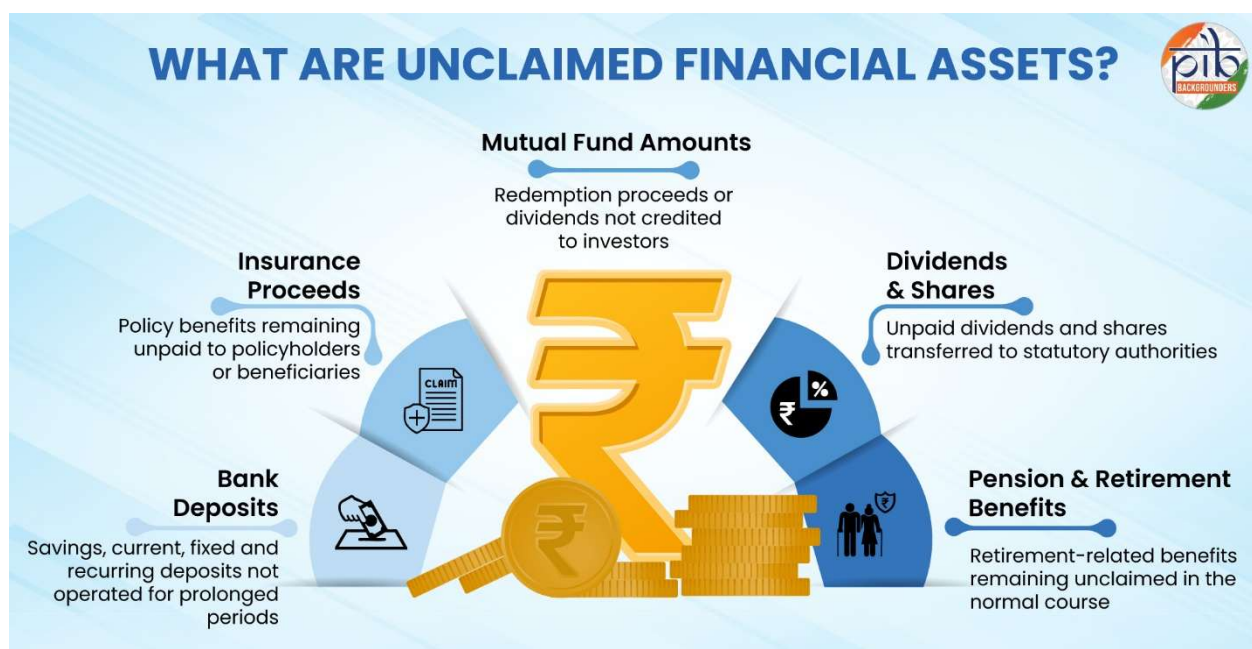 WHAT ARE UNCLAIMED FINANCIAL ASSETS?
pib
BACKGROUNDERS
Mutual Fund Amounts
Redemption proceeds or
dividends not credited
to investors
Insurance
Proceeds
Policy benefits remaining
unpaid to policyholders
or beneficiaries
CLAIM
Dividends
& Shares
Unpaid dividends and shares
transferred to statutory authorities
₹
%
₹
Bank
Deposits
Savings, current, fixed and
recurring deposits not
operated for prolonged
periods
₹
Pension & Retirement
Benefits
Retirement-related benefits
remaining unclaimed in the
normal course
₹